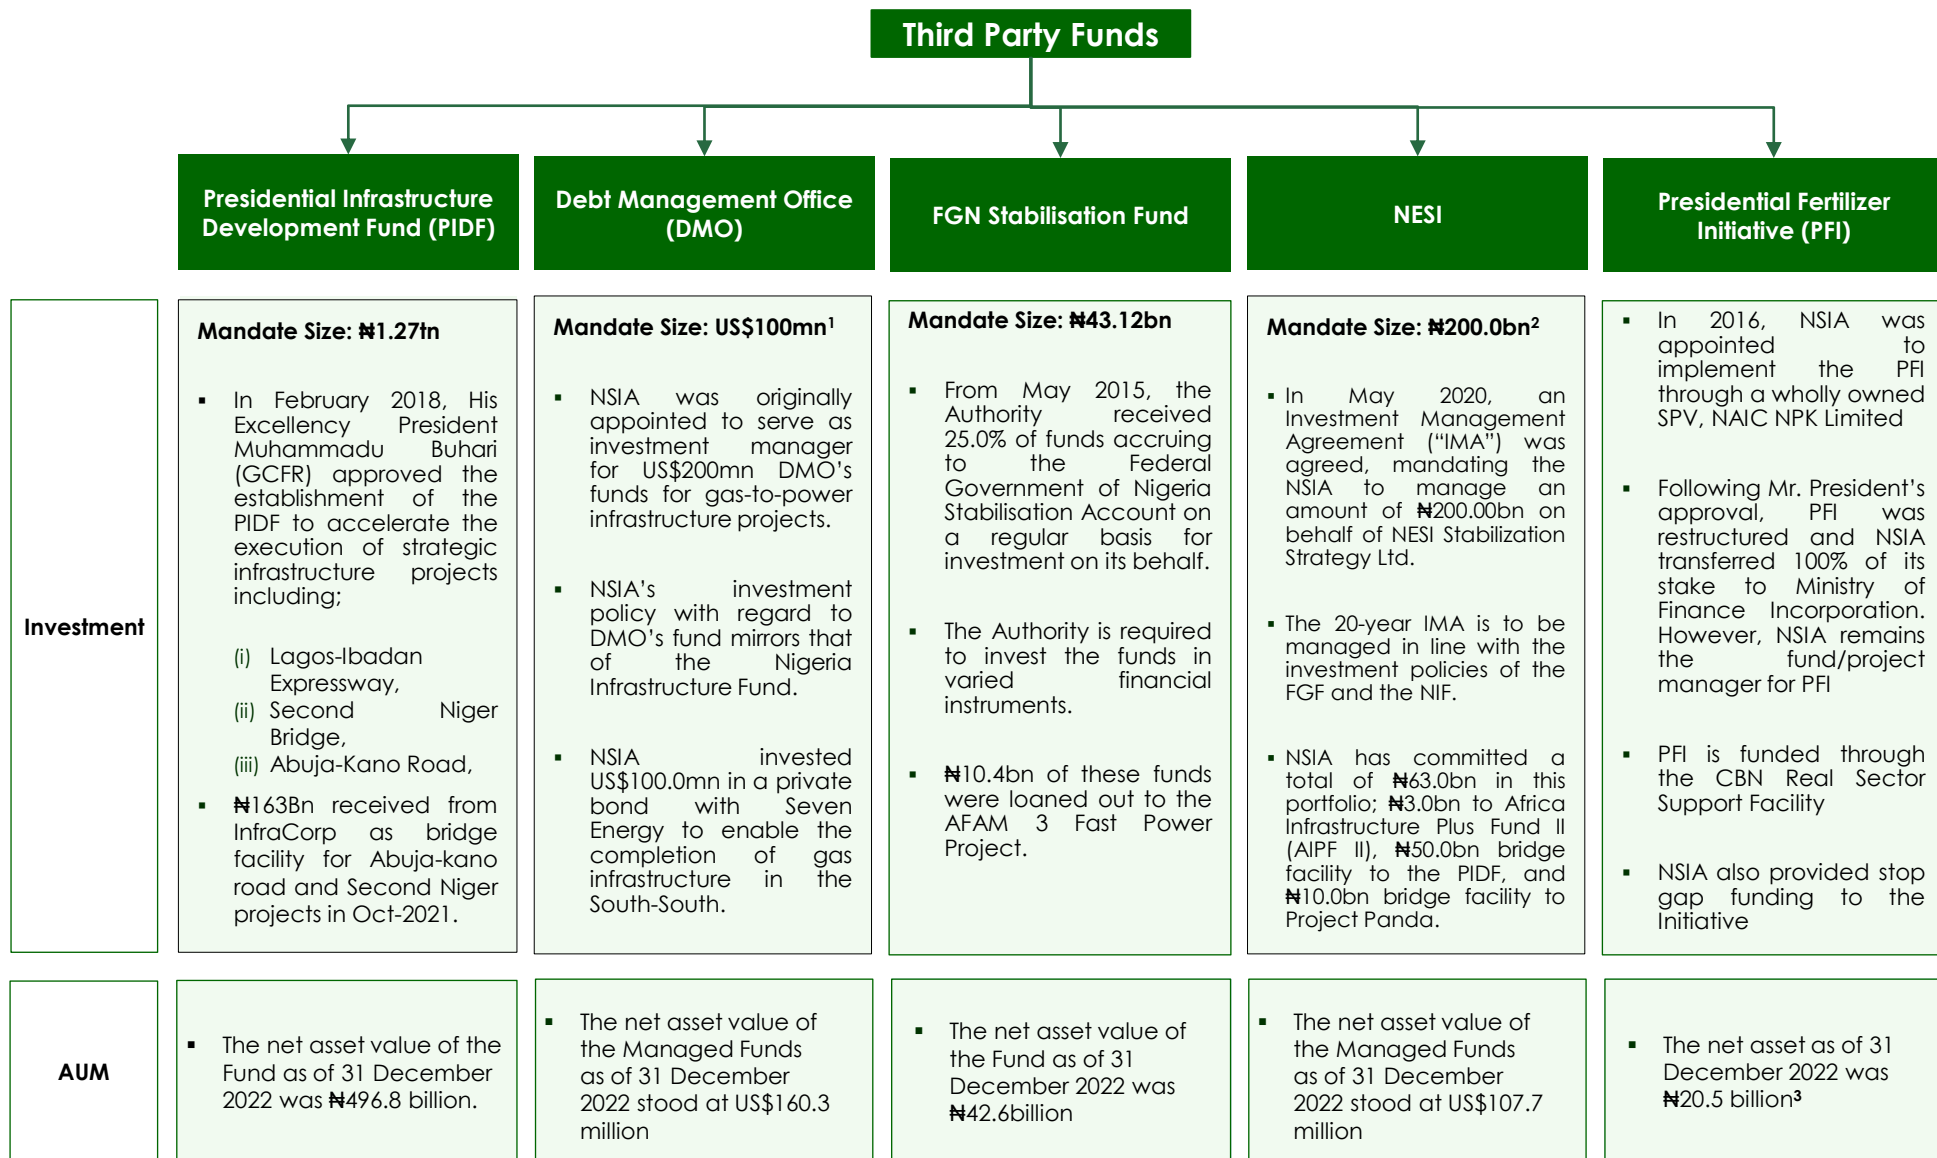 Third Party Funds
Presidential Infrastructure
Development Fund (PIDF)
Debt Management Office
(DMO)
FGN Stabilisation Fund
NESI
Presidential Fertilizer
Initiative (PFI)
Investment
Mandate Size: ₦1.27tn
▪ In February 2018, His
Excellency President
Muhammadu Buhari
(GCFR) approved the
establishment of the
PIDF to accelerate the
execution of strategic
infrastructure projects
including;
(i) Lagos-Ibadan
Expressway,
(ii) Second Niger
Bridge,
(iii) Abuja-Kano Road,
▪ ₦163Bn received from
InfraCorp as bridge
facility for Abuja-kano
road and Second Niger
projects in Oct-2021.
Mandate Size: US$100mn¹
▪ NSIA was originally
appointed to serve as
investment manager
for US$200mn DMO’s
funds for gas-to-power
infrastructure projects.
▪ NSIA’s investment
policy with regard to
DMO’s fund mirrors that
of the Nigeria
Infrastructure Fund.
▪ NSIA invested
US$100.0mn in a private
bond with Seven
Energy to enable the
completion of gas
infrastructure in the
South-South.
Mandate Size: ₦43.12bn
▪ From May 2015, the
Authority received
25.0% of funds accruing
to the Federal
Government of Nigeria
Stabilisation Account on
a regular basis for
investment on its behalf.
▪ The Authority is required
to invest the funds in
varied financial
instruments.
▪ ₦10.4bn of these funds
were loaned out to the
AFAM 3 Fast Power
Project.
Mandate Size: ₦200.0bn²
▪ In May 2020, an
Investment Management
Agreement (“IMA”) was
agreed, mandating the
NSIA to manage an
amount of ₦200.00bn on
behalf of NESI Stabilization
Strategy Ltd.
▪ The 20-year IMA is to be
managed in line with the
investment policies of the
FGF and the NIF.
▪ NSIA has committed a
total of ₦63.0bn in this
portfolio; ₦3.0bn to Africa
Infrastructure Plus Fund II
(AIPF II), ₦50.0bn bridge
facility to the PIDF, and
₦10.0bn bridge facility to
Project Panda.
▪ In 2016, NSIA was
appointed to
implement the PFI
through a wholly owned
SPV, NAIC NPK Limited
▪ Following Mr. President’s
approval, PFI was
restructured and NSIA
transferred 100% of its
stake to Ministry of
Finance Incorporation.
However, NSIA remains
the fund/project
manager for PFI
▪ PFI is funded through
the CBN Real Sector
Support Facility
▪ NSIA also provided stop
gap funding to the
Initiative
AUM
▪ The net asset value of the
Fund as of 31 December
2022 was ₦496.8 billion.
▪ The net asset value of
the Managed Funds
as of 31 December
2022 stood at US$160.3
million
▪ The net asset value of
the Fund as of 31
December 2022 was
₦42.6billion
▪ The net asset value of
the Managed Funds
as of 31 December
2022 stood at US$107.7
million
▪ The net asset as of 31
December 2022 was
₦20.5 billion³